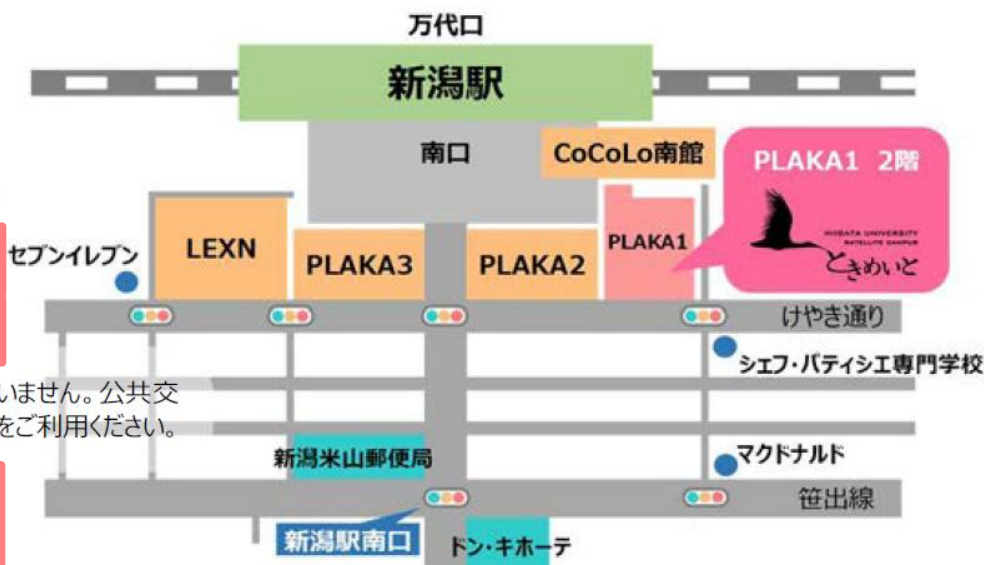 万代口
新潟駅
南口
CoCoLo南館
PLAKA1 2階
NIIGATA UNIVERSITY
SATELLITE CAMPUS
ときめいと
セブンイレブン
LEXN
PLAKA3
PLAKA2
PLAKA1
けやき通り
シェフ・パティシエ専門学校
いません。公共交
をご利用ください。
新潟米山郵便局
マクドナルド
笹出線
新潟駅南口
ドン・キホーテ